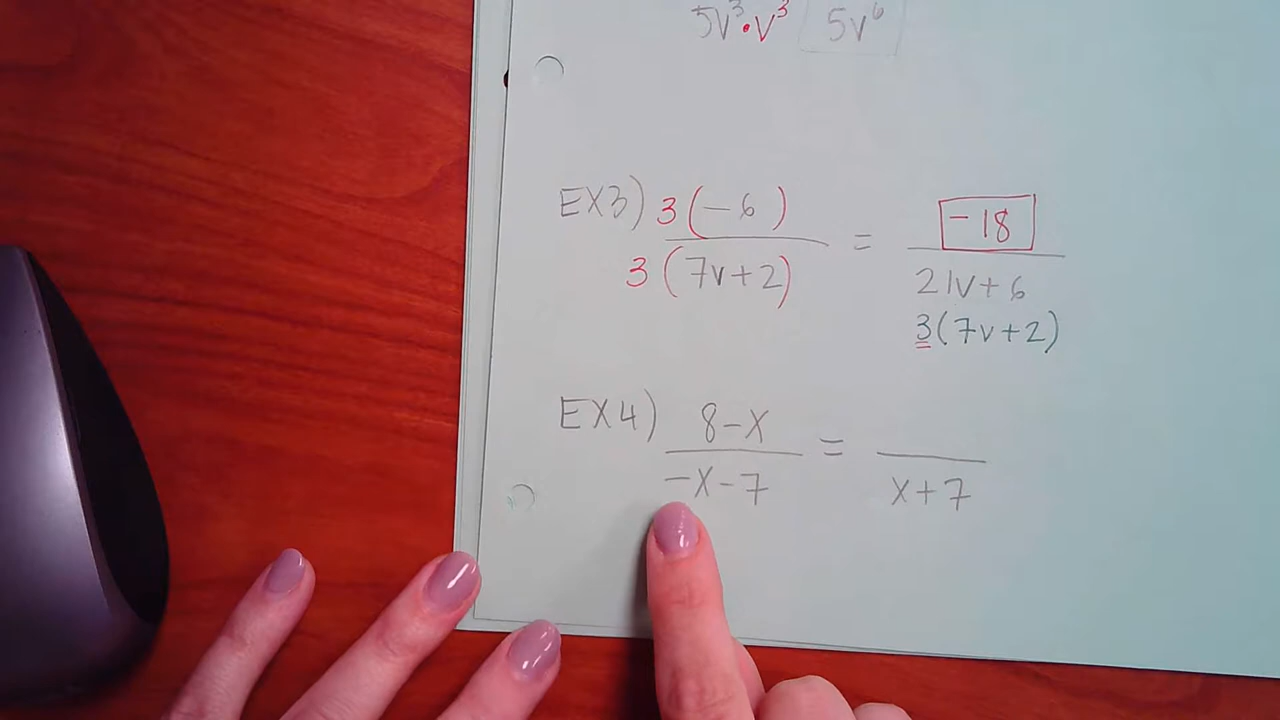 5v³•v³ 5v⁶
EX3) 3(-6) / 3(7v+2) = -18 / 21v+6
3(7v+2)
EX4) 8-x / -x-7 = / x+7